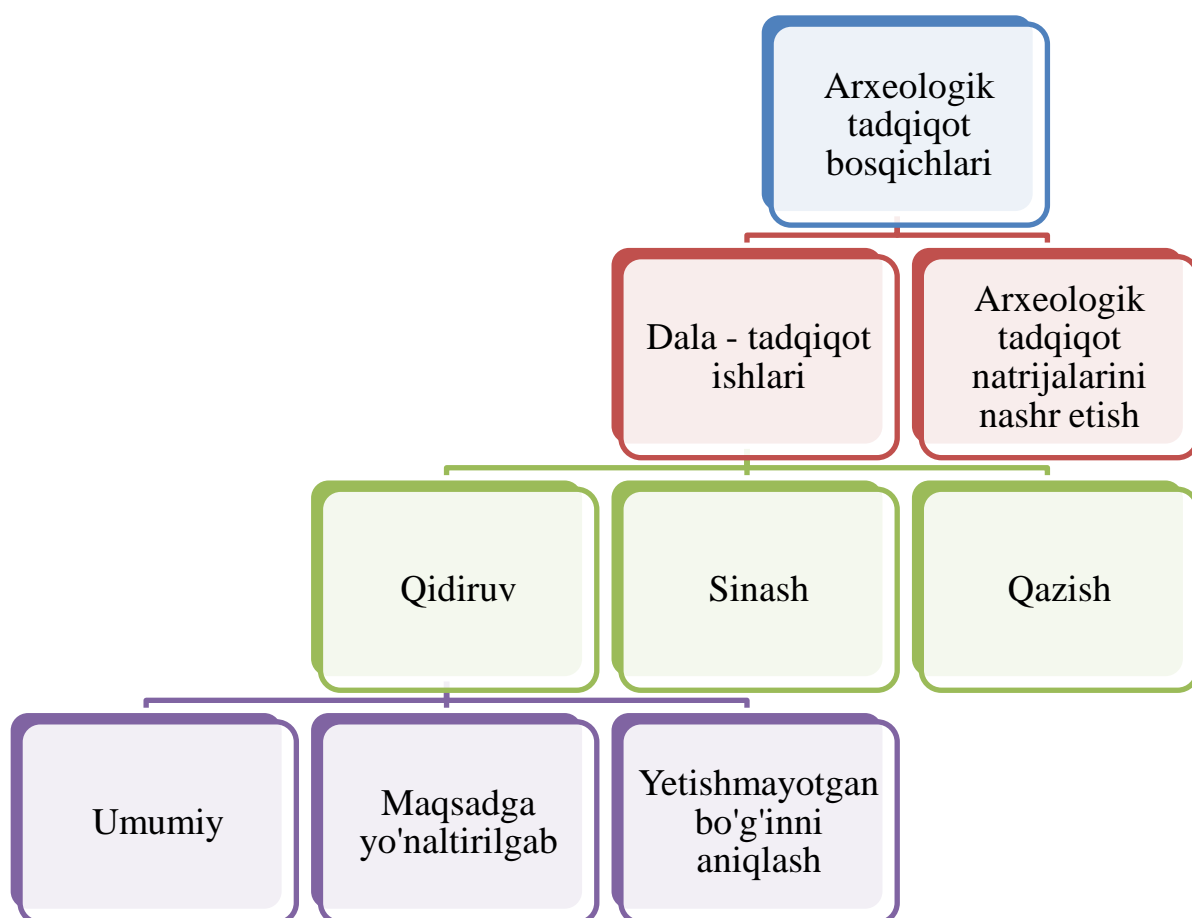 Arxeologik
tadqiqot
bosqichlari
Dala - tadqiqot
ishlari
Arxeologik
tadqiqot
natrijalarini
nashr etish
Qidiruv
Sinash
Qazish
Umumiy
Maqsadga
yo'naltirilgab
Yetishmayotgan
bo'g'inni
aniqlash